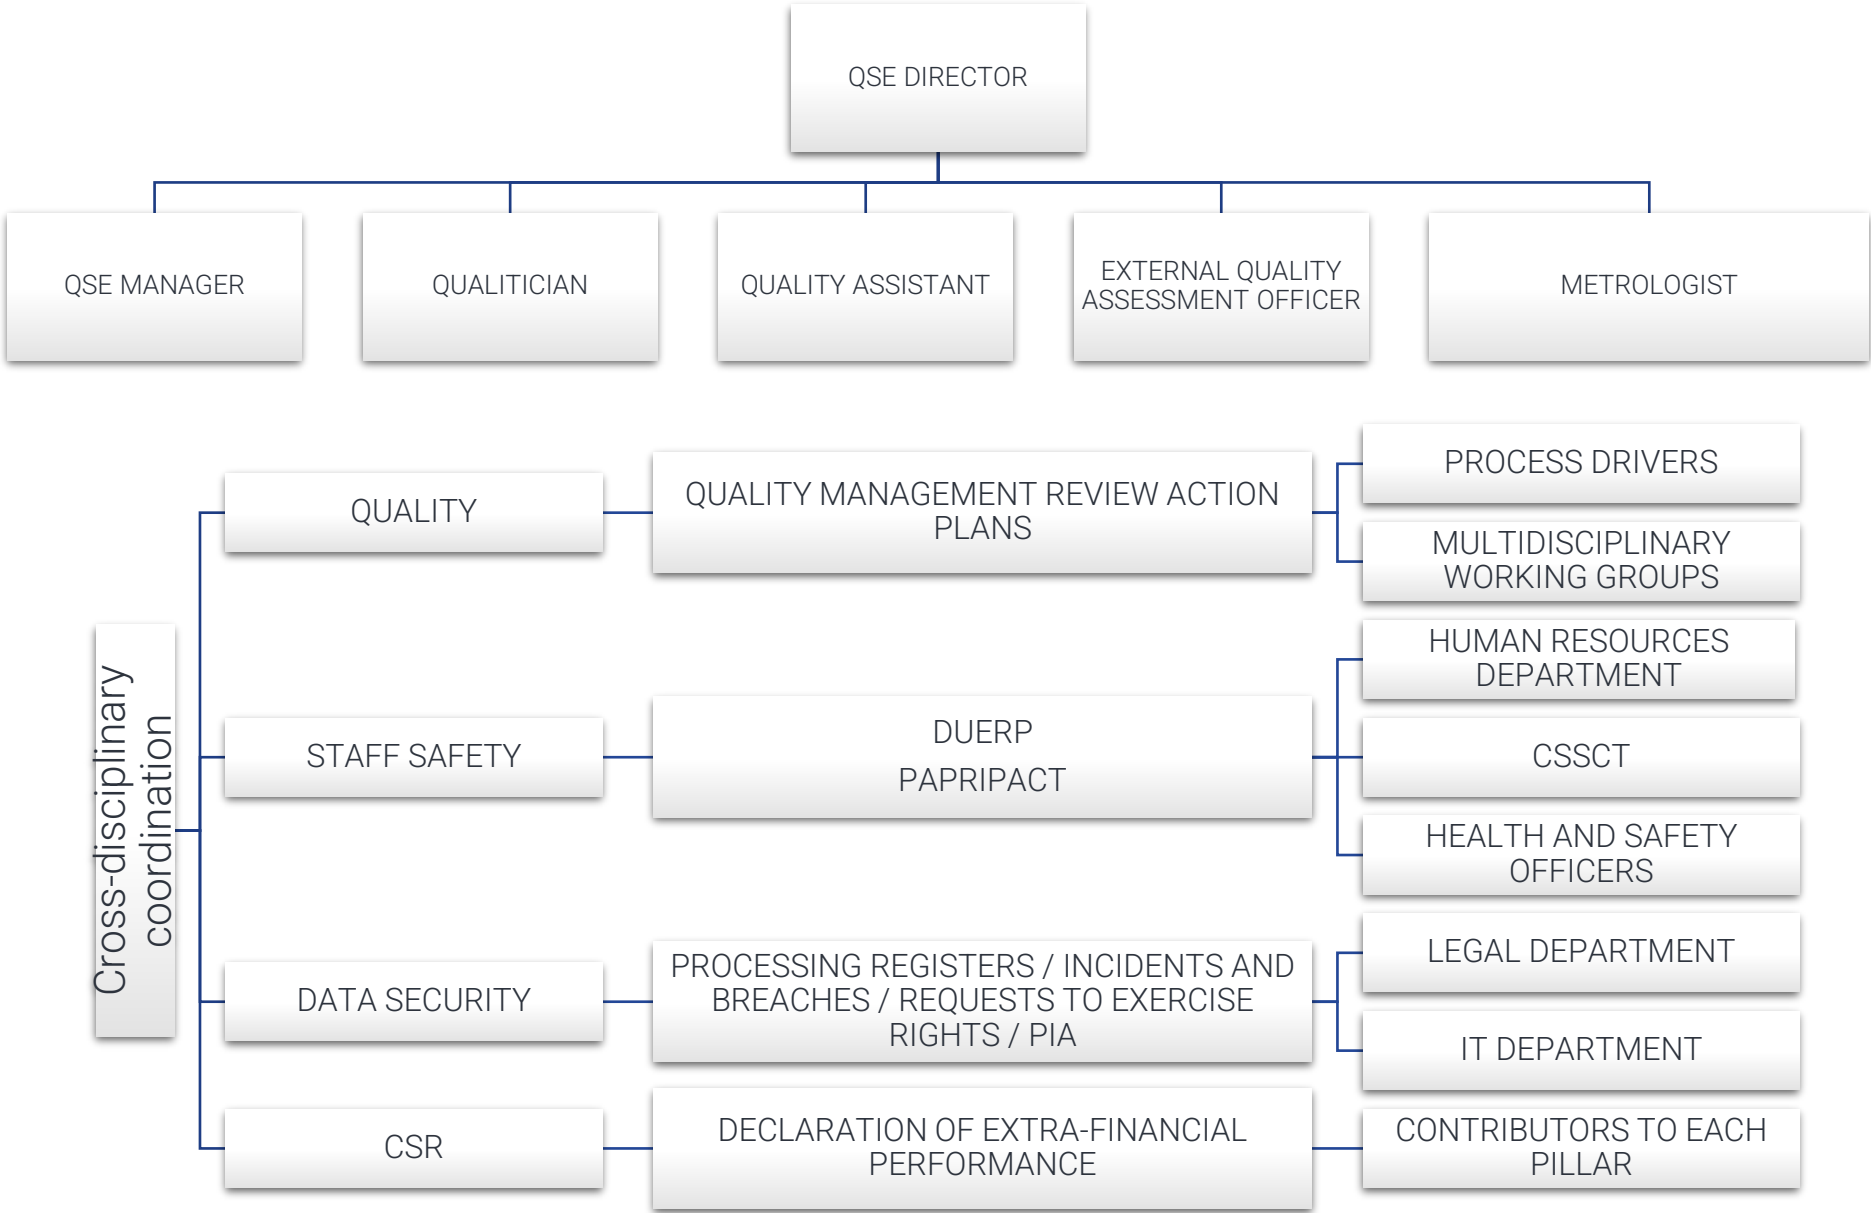 QSE DIRECTOR
QSE MANAGER
QUALITICIAN
QUALITY ASSISTANT
EXTERNAL QUALITY
ASSESSMENT OFFICER
METROLOGIST
Cross-disciplinary
coordination
QUALITY
QUALITY MANAGEMENT REVIEW ACTION
PLANS
PROCESS DRIVERS
MULTIDISCIPLINARY
WORKING GROUPS
STAFF SAFETY
DUERP
PAPRIPACT
HUMAN RESOURCES
DEPARTMENT
CSSCT
HEALTH AND SAFETY
OFFICERS
DATA SECURITY
PROCESSING REGISTERS / INCIDENTS AND
BREACHES / REQUESTS TO EXERCISE
RIGHTS / PIA
LEGAL DEPARTMENT
IT DEPARTMENT
CSR
DECLARATION OF EXTRA-FINANCIAL
PERFORMANCE
CONTRIBUTORS TO EACH
PILLAR